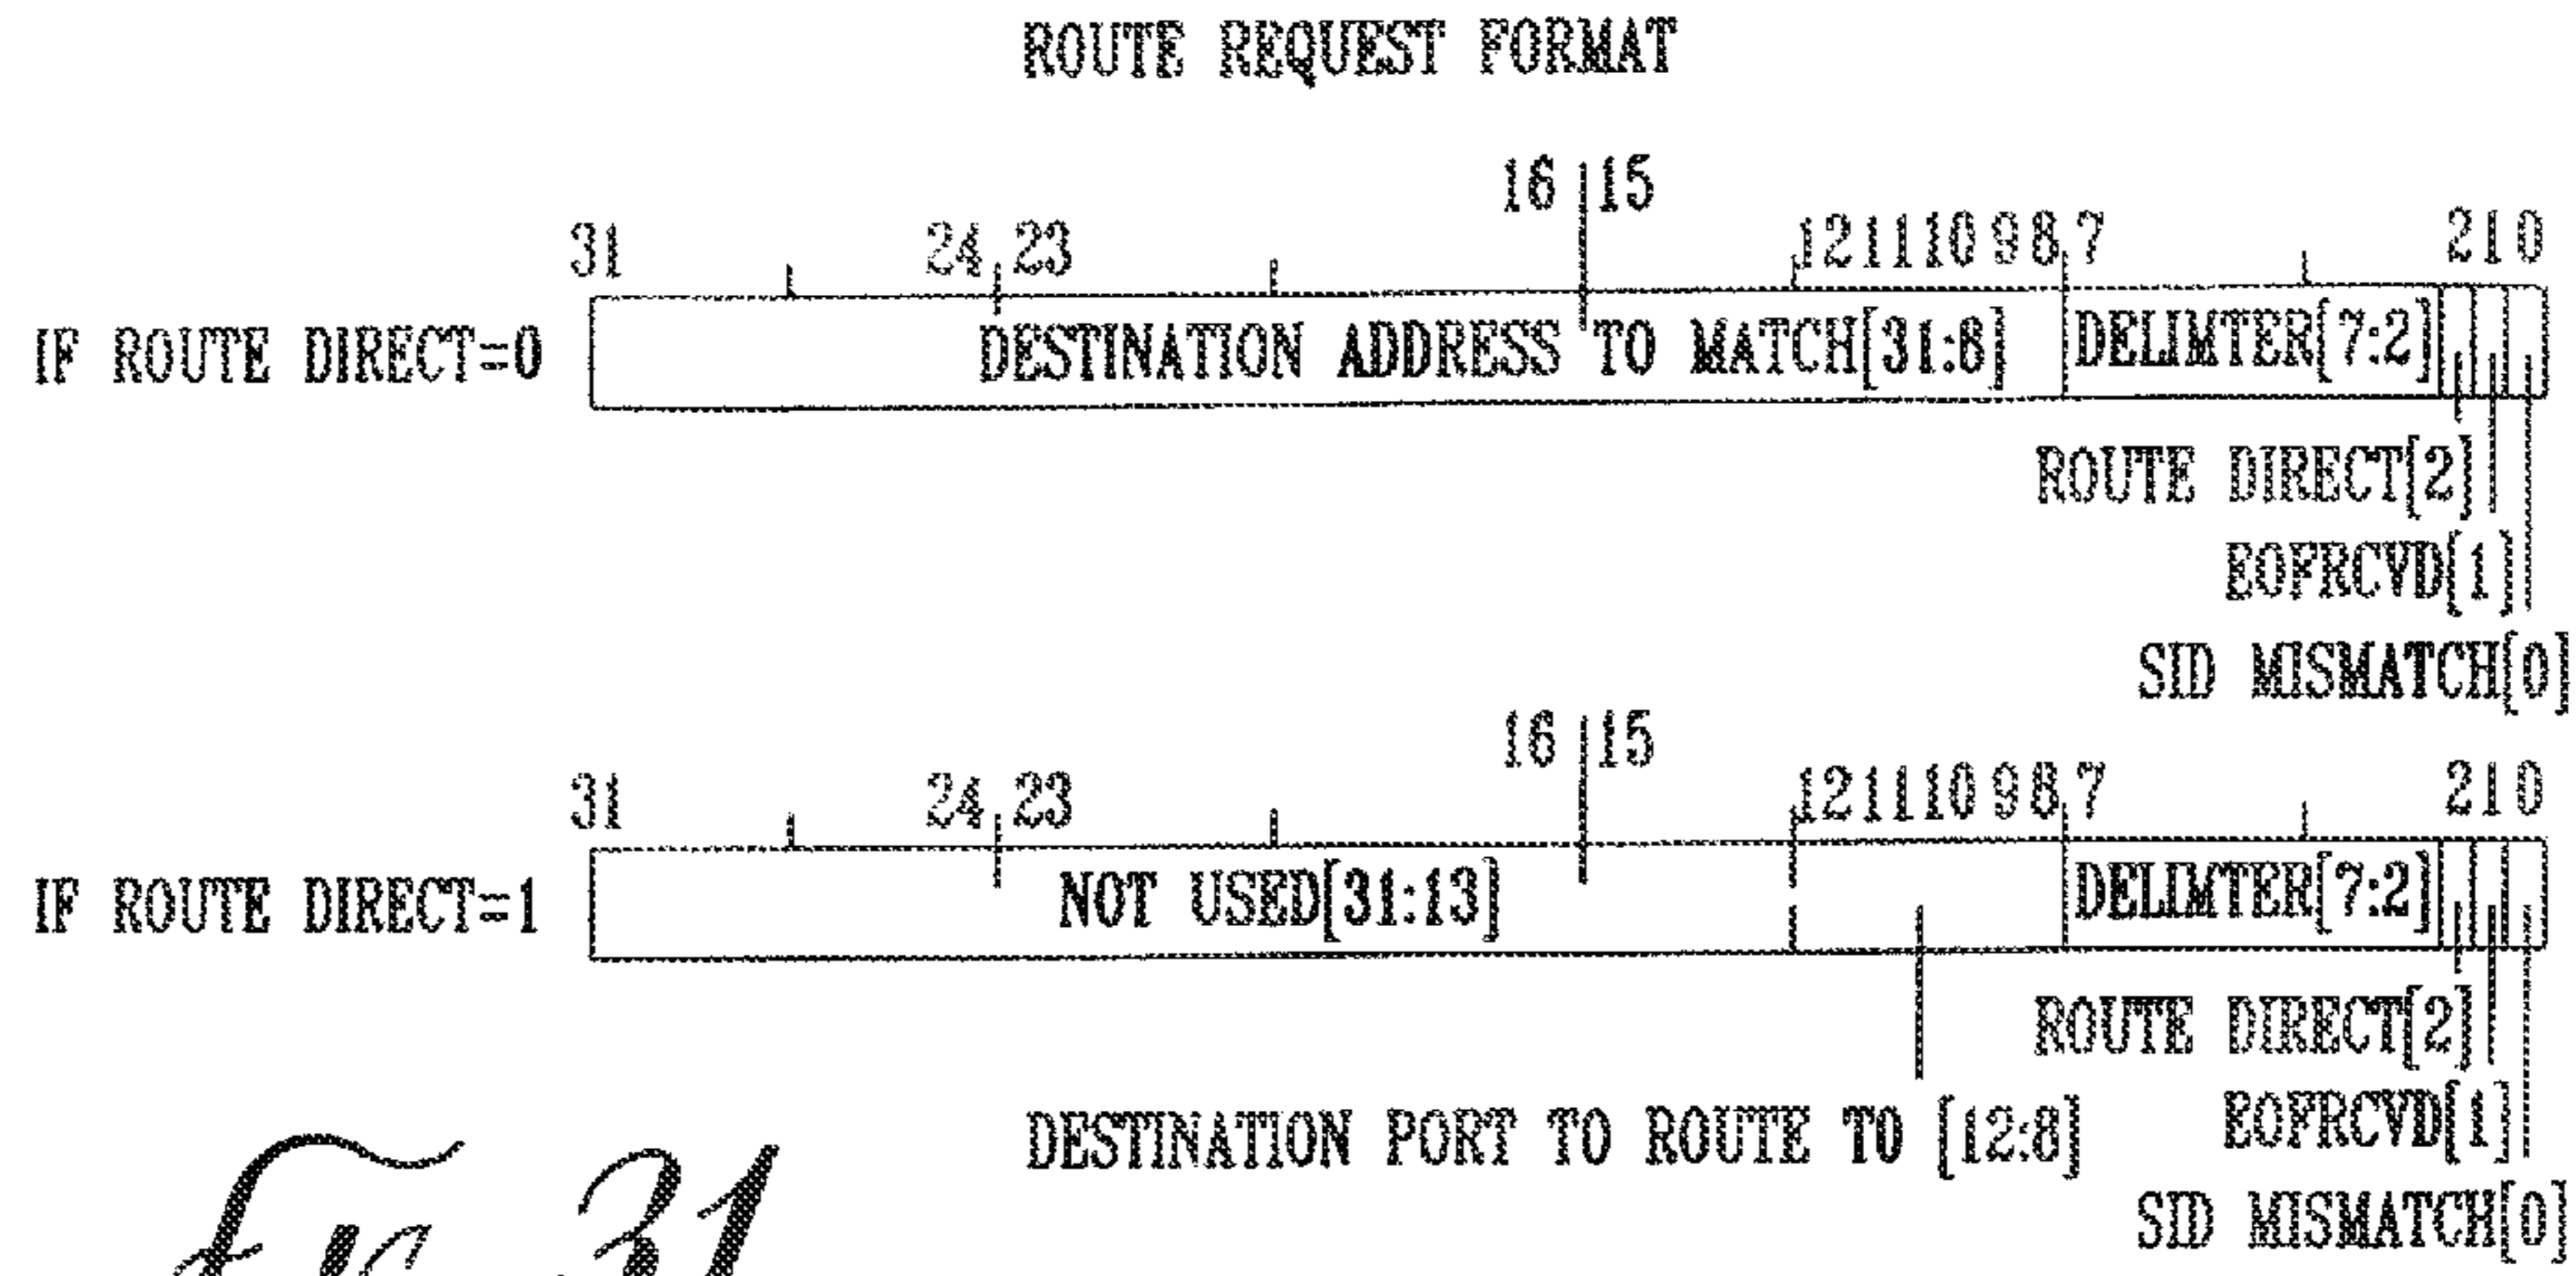 ROUTE REQUEST FORMAT
16 15
31 24 23 12 11 10 9 8 7 2 1 0
IF ROUTE DIRECT=0 DESTINATION ADDRESS TO MATCH[31:8] DELIMTER[7:2]
ROUTE DIRECT[2]
EOFRCVD[1]
SID MISMATCH[0]
16 15
31 24 23 12 11 10 9 8 7 2 1 0
IF ROUTE DIRECT=1 NOT USED[31:13] DELIMTER[7:2]
ROUTE DIRECT[2]
DESTINATION PORT TO ROUTE TO [12:8] EOFRCVD[1]
SID MISMATCH[0]
Fig 31